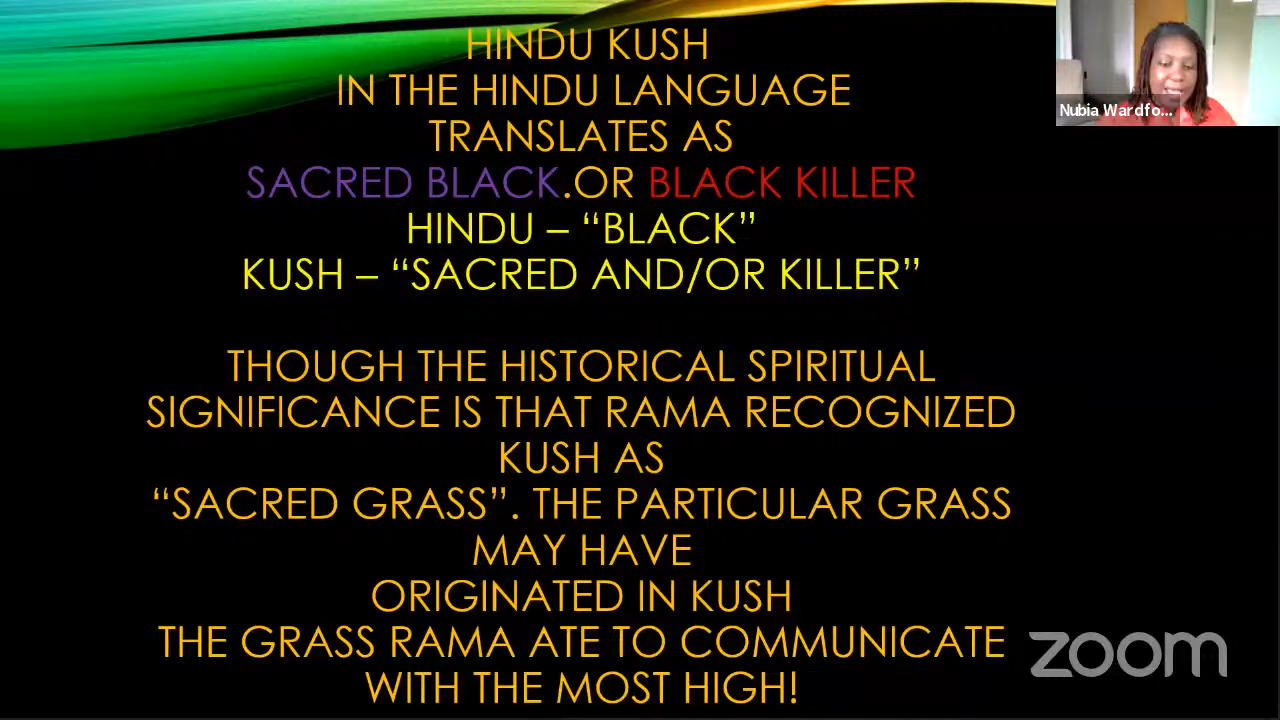 HINDU KUSH
IN THE HINDU LANGUAGE
TRANSLATES AS
SACRED BLACK.OR BLACK KILLER
HINDU – “BLACK”
KUSH – “SACRED AND/OR KILLER”
THOUGH THE HISTORICAL SPIRITUAL
SIGNIFICANCE IS THAT RAMA RECOGNIZED
KUSH AS
“SACRED GRASS”. THE PARTICULAR GRASS
MAY HAVE
ORIGINATED IN KUSH
THE GRASS RAMA ATE TO COMMUNICATE
WITH THE MOST HIGH!
Nubia Wardfo...
zoom